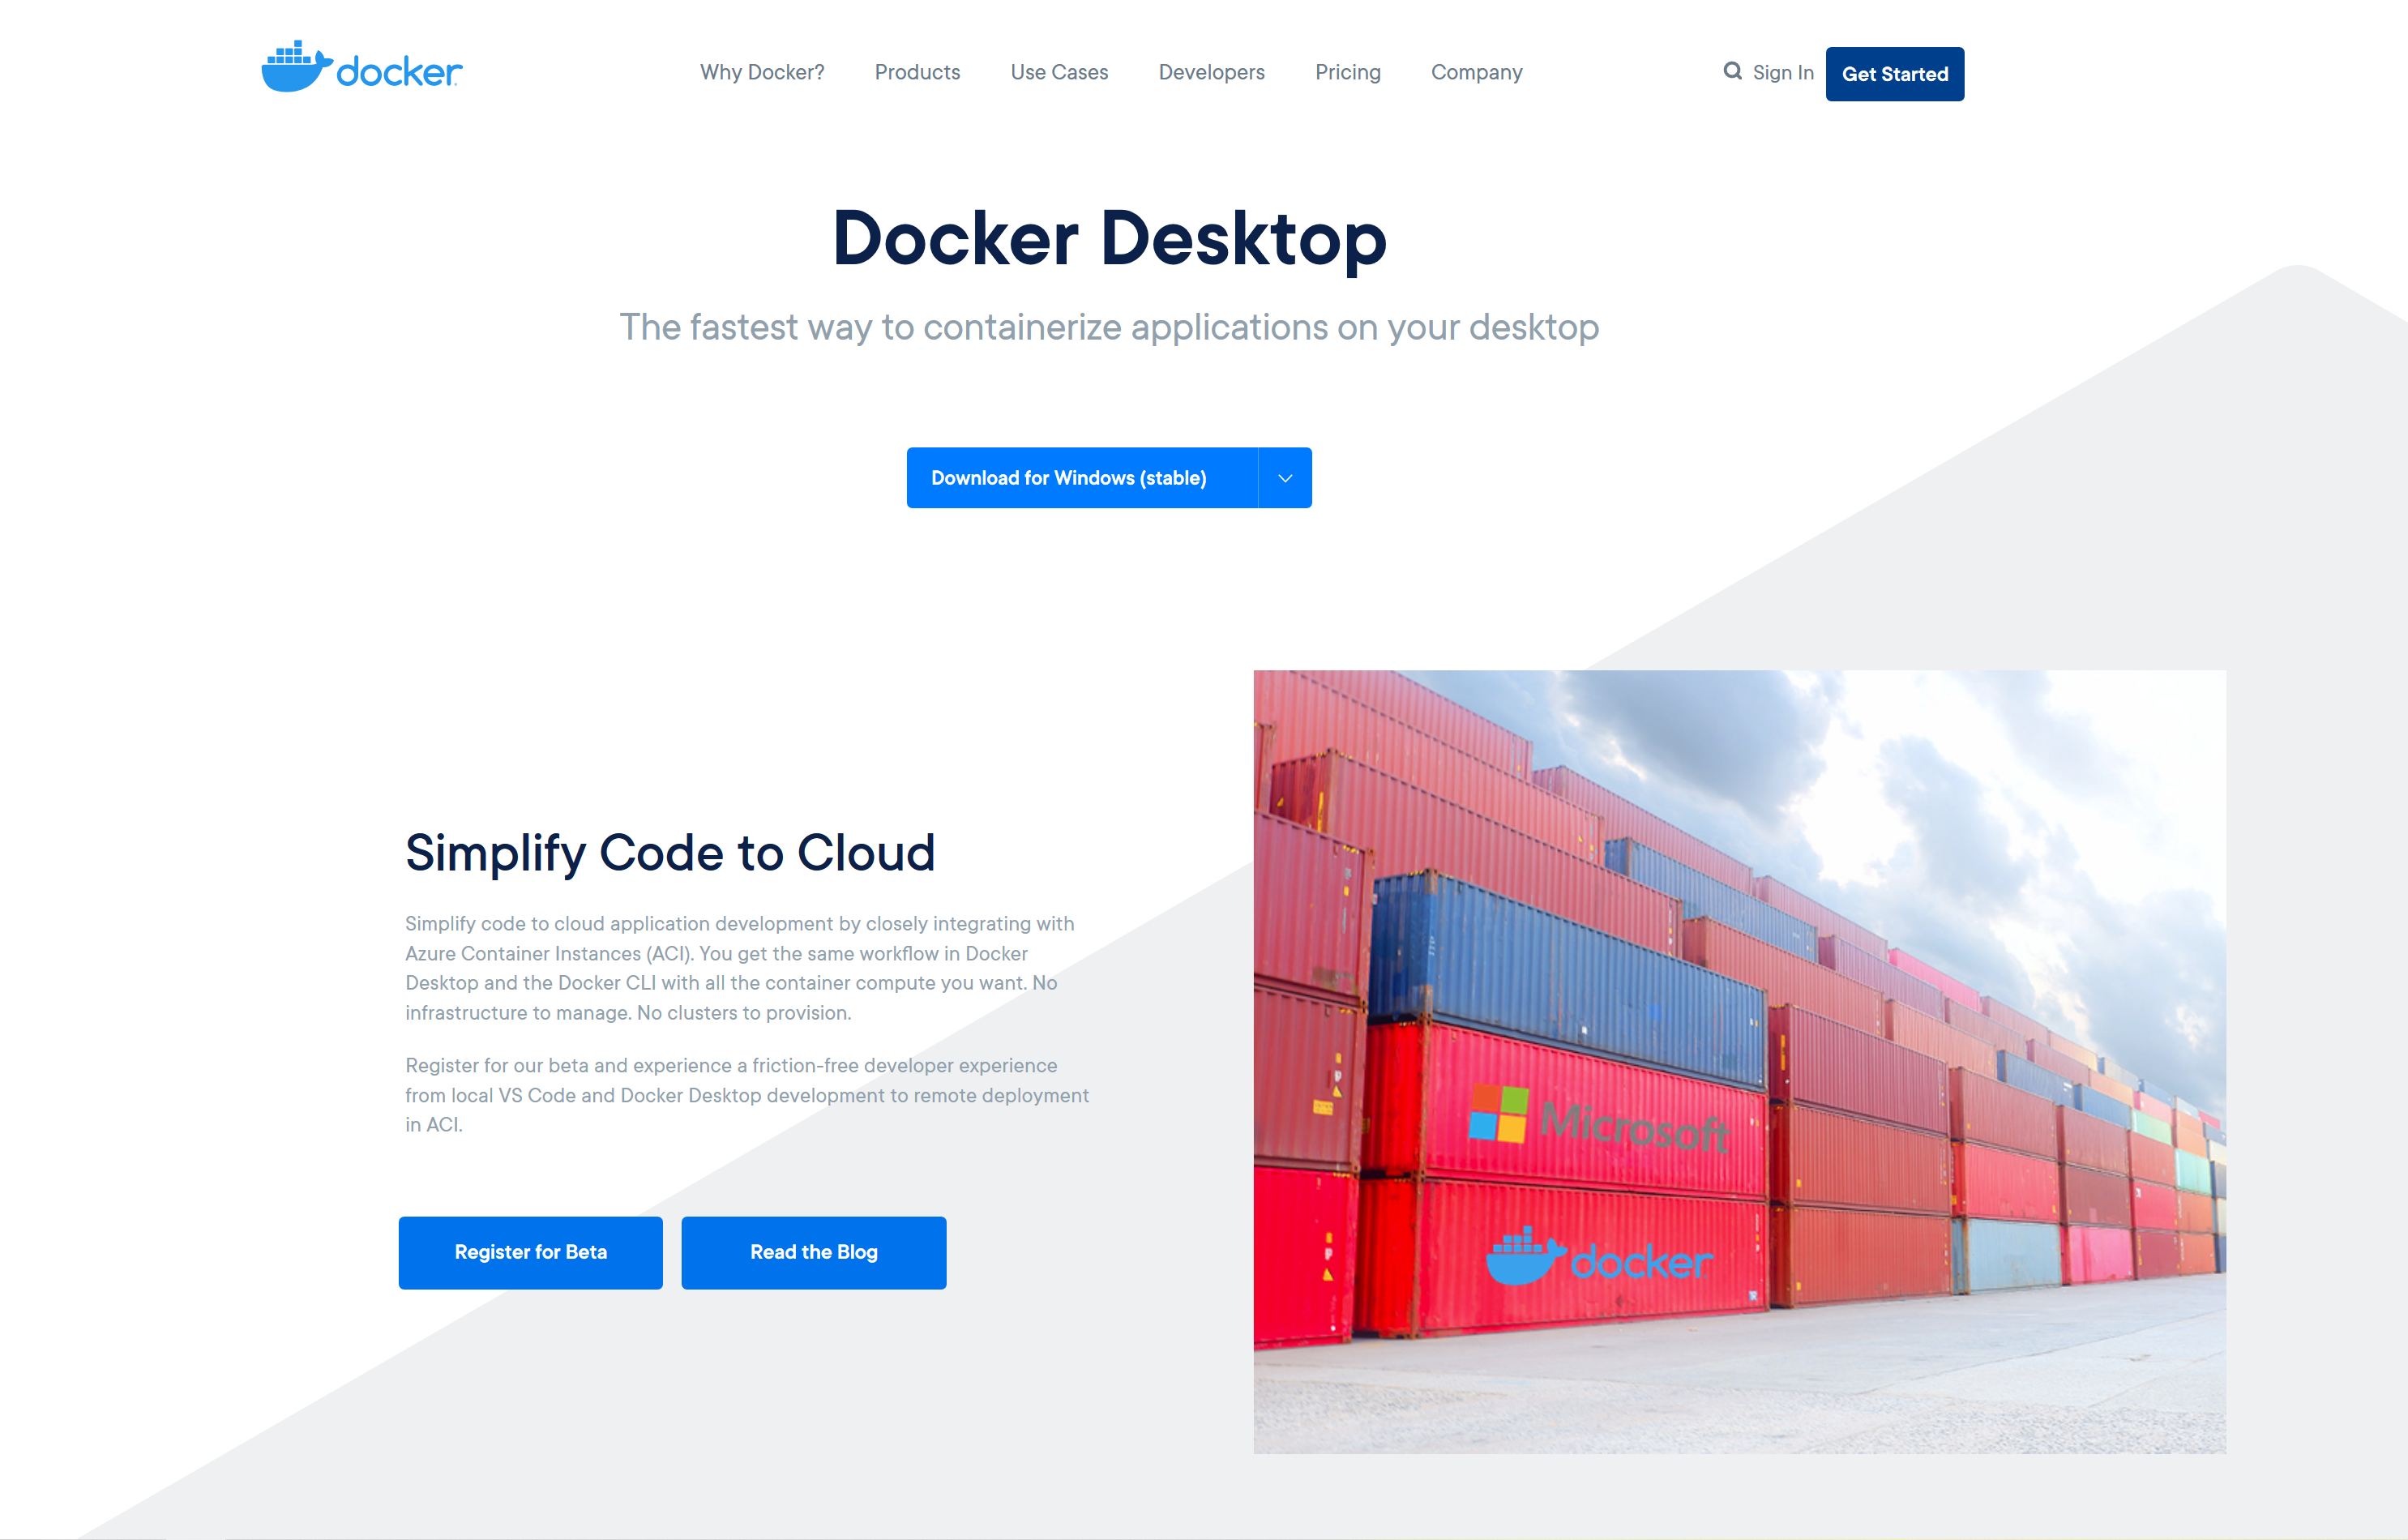 docker
Why Docker?
Products
Use Cases
Developers
Pricing
Company
Sign In
Get Started
Docker Desktop
The fastest way to containerize applications on your desktop
Download for Windows (stable)
Simplify Code to Cloud
Simplify code to cloud application development by closely integrating with
Azure Container Instances (ACI). You get the same workflow in Docker
Desktop and the Docker CLI with all the container compute you want. No
infrastructure to manage. No clusters to provision.
Register for our beta and experience a friction-free developer experience
from local VS Code and Docker Desktop development to remote deployment
in ACI.
Register for Beta
Read the Blog
Microsoft
docker